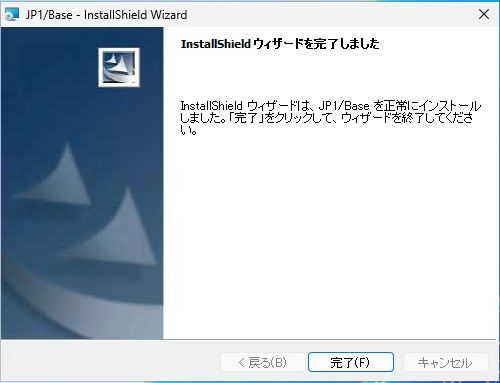 JP1/Base - InstallShield Wizard
InstallShield ウィザードを完了しました
InstallShield ウィザードは、JP1/Base を正常にインストール
しました。「完了」をクリックして、ウィザードを終了してくださ
い。
< 戻る(B)
完了(F)
キャンセル